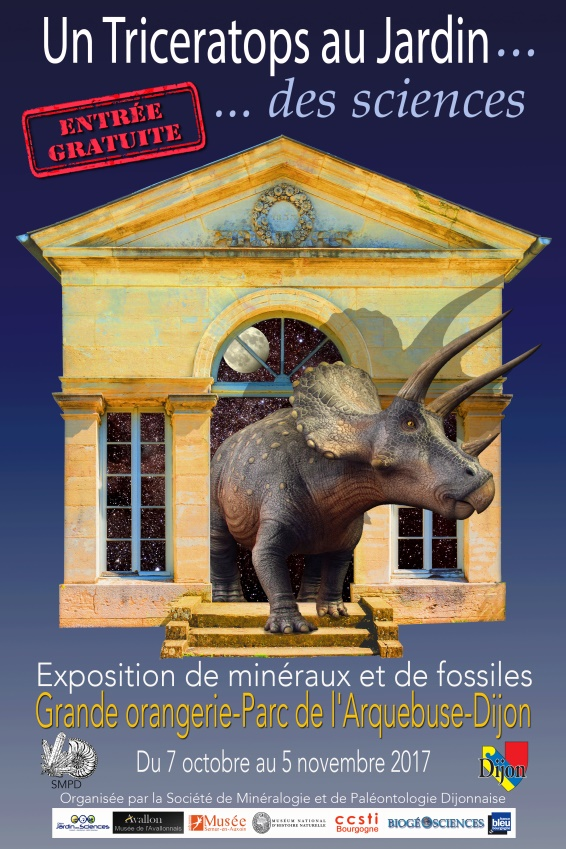 Un Triceratops au Jardin...
... des sciences
ENTRÉE
GRATUITE
Exposition de minéraux et de fossiles
Grande orangerie-Parc de l'Arquebuse-Dijon
Du 7 octobre au 5 novembre 2017
SMPD
Dijon
Organisée par la Société de Minéralogie et de Paléontologie Dijonnaise
Jardin des Sciences
Avallon
Musée de l'Avallonnais
Musée
Semur-en-Auxois
MUSEUM NATIONAL
D'HISTOIRE NATURELLE
ccsti
Bourgogne
BIOGÉOSCIENCES
bleu